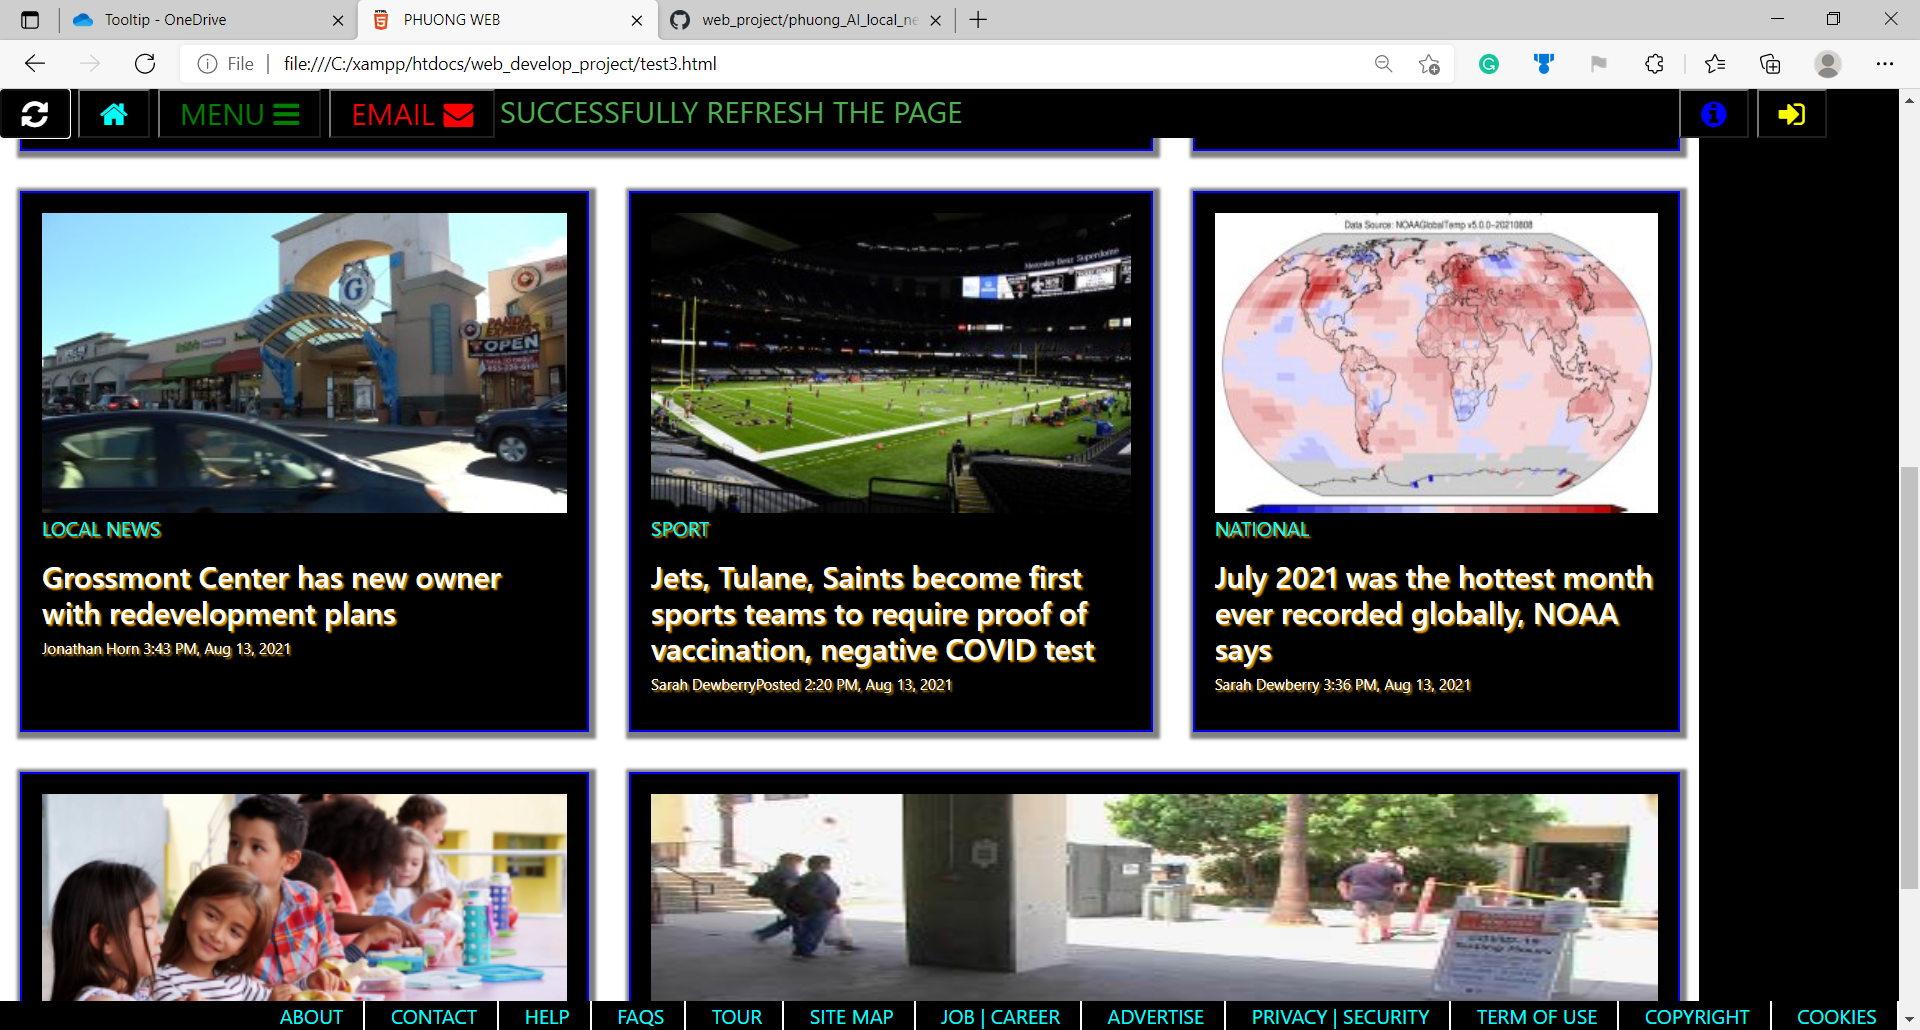 Tooltip - OneDrive
PHUONG WEB
web_project/phuong_AI_local_ne
File
file:///C:/xampp/htdocs/web_develop_project/test3.html
MENU
EMAIL
SUCCESSFULLY REFRESH THE PAGE
G
PANDA
EXPRESS
OPEN
Mercedes-Benz Superdome
Data Source: NOAAGlobalTemp v5.0.0-20210808
LOCAL NEWS
Grossmont Center has new owner
with redevelopment plans
Jonathan Horn 3:43 PM, Aug 13, 2021
SPORT
Jets, Tulane, Saints become first
sports teams to require proof of
vaccination, negative COVID test
Sarah DewberryPosted 2:20 PM, Aug 13, 2021
NATIONAL
July 2021 was the hottest month
ever recorded globally, NOAA
says
Sarah Dewberry 3:36 PM, Aug 13, 2021
ABOUT
CONTACT
HELP
FAQS
TOUR
SITE MAP
JOB | CAREER
ADVERTISE
PRIVACY | SECURITY
TERM OF USE
COPYRIGHT
COOKIES